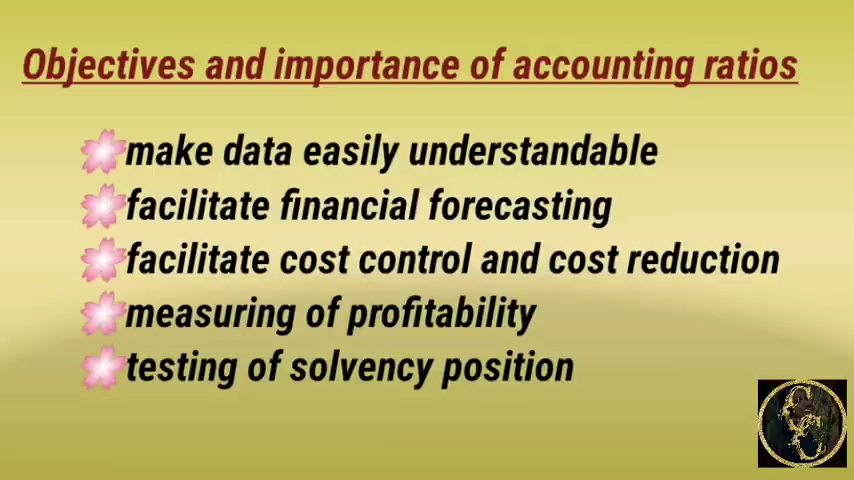 Objectives and importance of accounting ratios
make data easily understandable
facilitate financial forecasting
facilitate cost control and cost reduction
measuring of profitability
testing of solvency position